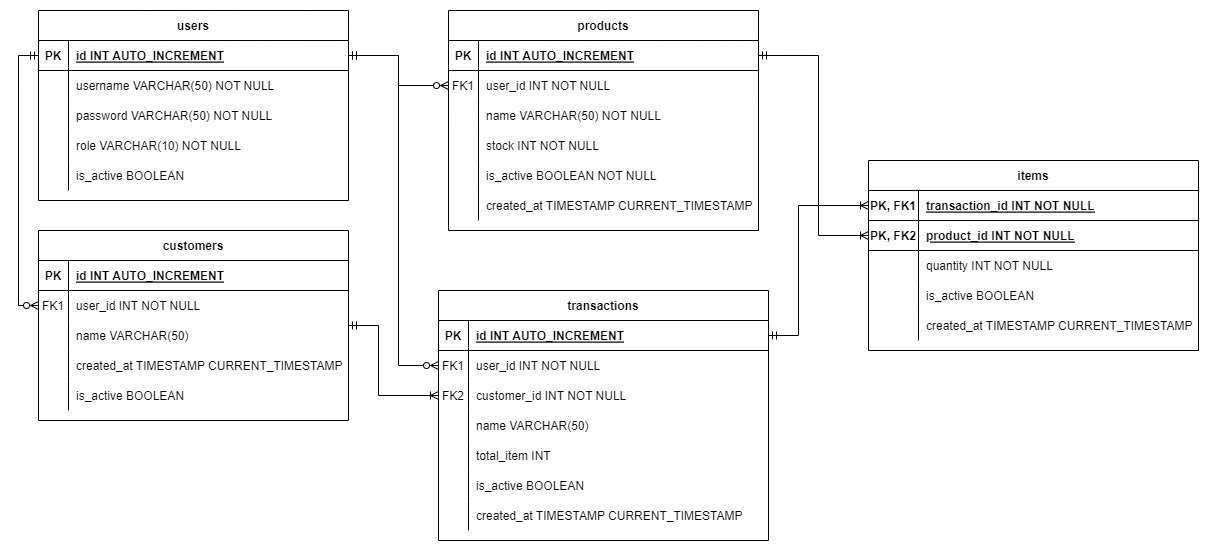 users
PK id INT AUTO_INCREMENT
username VARCHAR(50) NOT NULL
password VARCHAR(50) NOT NULL
role VARCHAR(10) NOT NULL
is_active BOOLEAN
products
PK id INT AUTO_INCREMENT
FK1 user_id INT NOT NULL
name VARCHAR(50) NOT NULL
stock INT NOT NULL
is_active BOOLEAN NOT NULL
created_at TIMESTAMP CURRENT_TIMESTAMP
items
PK, FK1 transaction_id INT NOT NULL
PK, FK2 product_id INT NOT NULL
quantity INT NOT NULL
is_active BOOLEAN
created_at TIMESTAMP CURRENT_TIMESTAMP
customers
PK id INT AUTO_INCREMENT
FK1 user_id INT NOT NULL
name VARCHAR(50)
created_at TIMESTAMP CURRENT_TIMESTAMP
is_active BOOLEAN
transactions
PK id INT AUTO_INCREMENT
FK1 user_id INT NOT NULL
FK2 customer_id INT NOT NULL
name VARCHAR(50)
total_item INT
is_active BOOLEAN
created_at TIMESTAMP CURRENT_TIMESTAMP